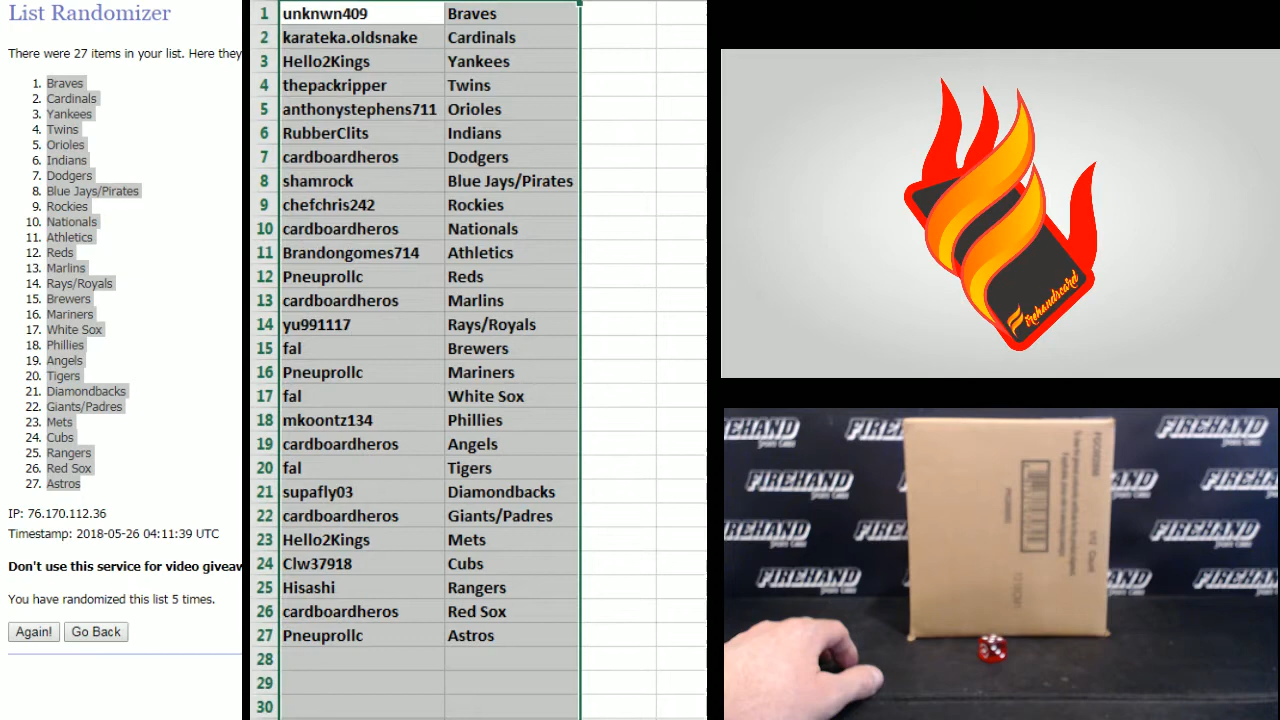 List Randomizer
There were 27 items in your list. Here they
1. Braves
2. Cardinals
3. Yankees
4. Twins
5. Orioles
6. Indians
7. Dodgers
8. Blue Jays/Pirates
9. Rockies
10. Nationals
11. Athletics
12. Reds
13. Marlins
14. Rays/Royals
15. Brewers
16. Mariners
17. White Sox
18. Phillies
19. Angels
20. Tigers
21. Diamondbacks
22. Giants/Padres
23. Mets
24. Cubs
25. Rangers
26. Red Sox
27. Astros
IP: 76.170.112.36
Timestamp: 2018-05-26 04:11:39 UTC
Don't use this service for video giveaw
You have randomized this list 5 times.
Again! Go Back
1 unknwn409 Braves
2 karateka.oldsnake Cardinals
3 Hello2Kings Yankees
4 thepackripper Twins
5 anthonystephens711 Orioles
6 RubberClits Indians
7 cardboardheros Dodgers
8 shamrock Blue Jays/Pirates
9 chefchris242 Rockies
10 cardboardheros Nationals
11 Brandongomes714 Athletics
12 Pneuprollc Reds
13 cardboardheros Marlins
14 yu991117 Rays/Royals
15 fal Brewers
16 Pneuprollc Mariners
17 fal White Sox
18 mkoontz134 Phillies
19 cardboardheros Angels
20 fal Tigers
21 supafly03 Diamondbacks
22 cardboardheros Giants/Padres
23 Hello2Kings Mets
24 Clw37918 Cubs
25 Hisashi Rangers
26 cardboardheros Red Sox
27 Pneuprollc Astros
28
29
30
Firehandscard
FIREHAND